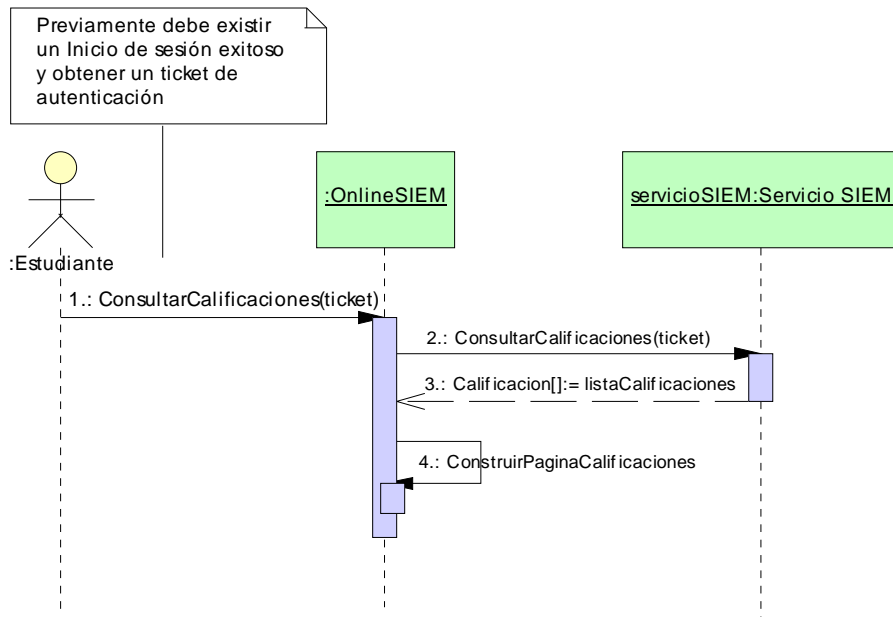 Previamente debe existir
un Inicio de sesión exitoso
y obtener un ticket de
autenticación
:OnlineSIEM
servicioSIEM:Servicio SIEM
:Estudiante
1.: ConsultarCalificaciones(ticket)
2.: ConsultarCalificaciones(ticket)
3.: Calificacion[]:= listaCalificaciones
4.: ConstruirPaginaCalificaciones